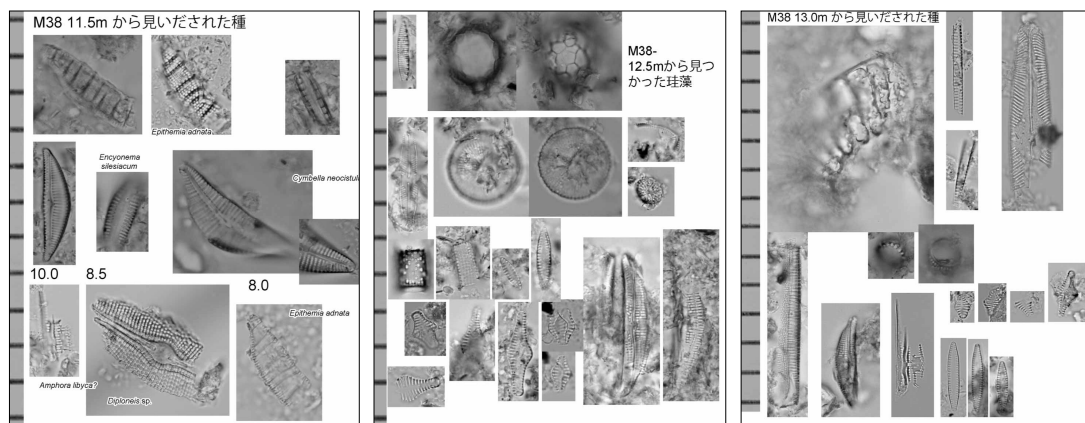 M38 11.5m から見いだされた種
Epithemia adnata
Encyonema
silesiacum
Cymbella neocistula
10.0
8.5
8.0
Epithemia adnata
Amphora libyca?
Diploneis sp.
M38-
12.5mから見つ
かった珪藻
M38 13.0m から見いだされた種